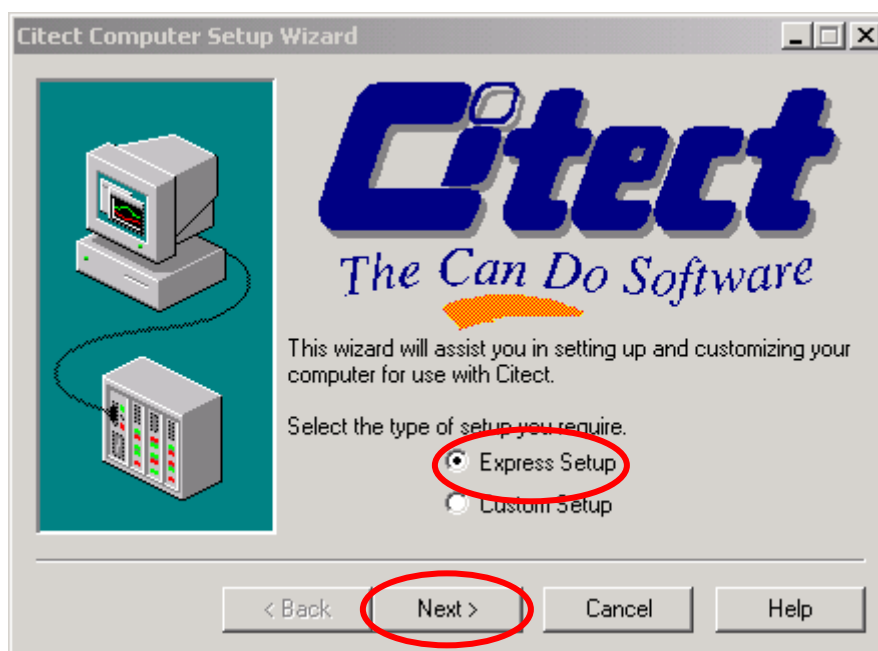 Citect Computer Setup Wizard
Citect
The Can Do Software
This wizard will assist you in setting up and customizing your
computer for use with Citect.
Select the type of setup you require.
Express Setup
Custom Setup
< Back
Next >
Cancel
Help